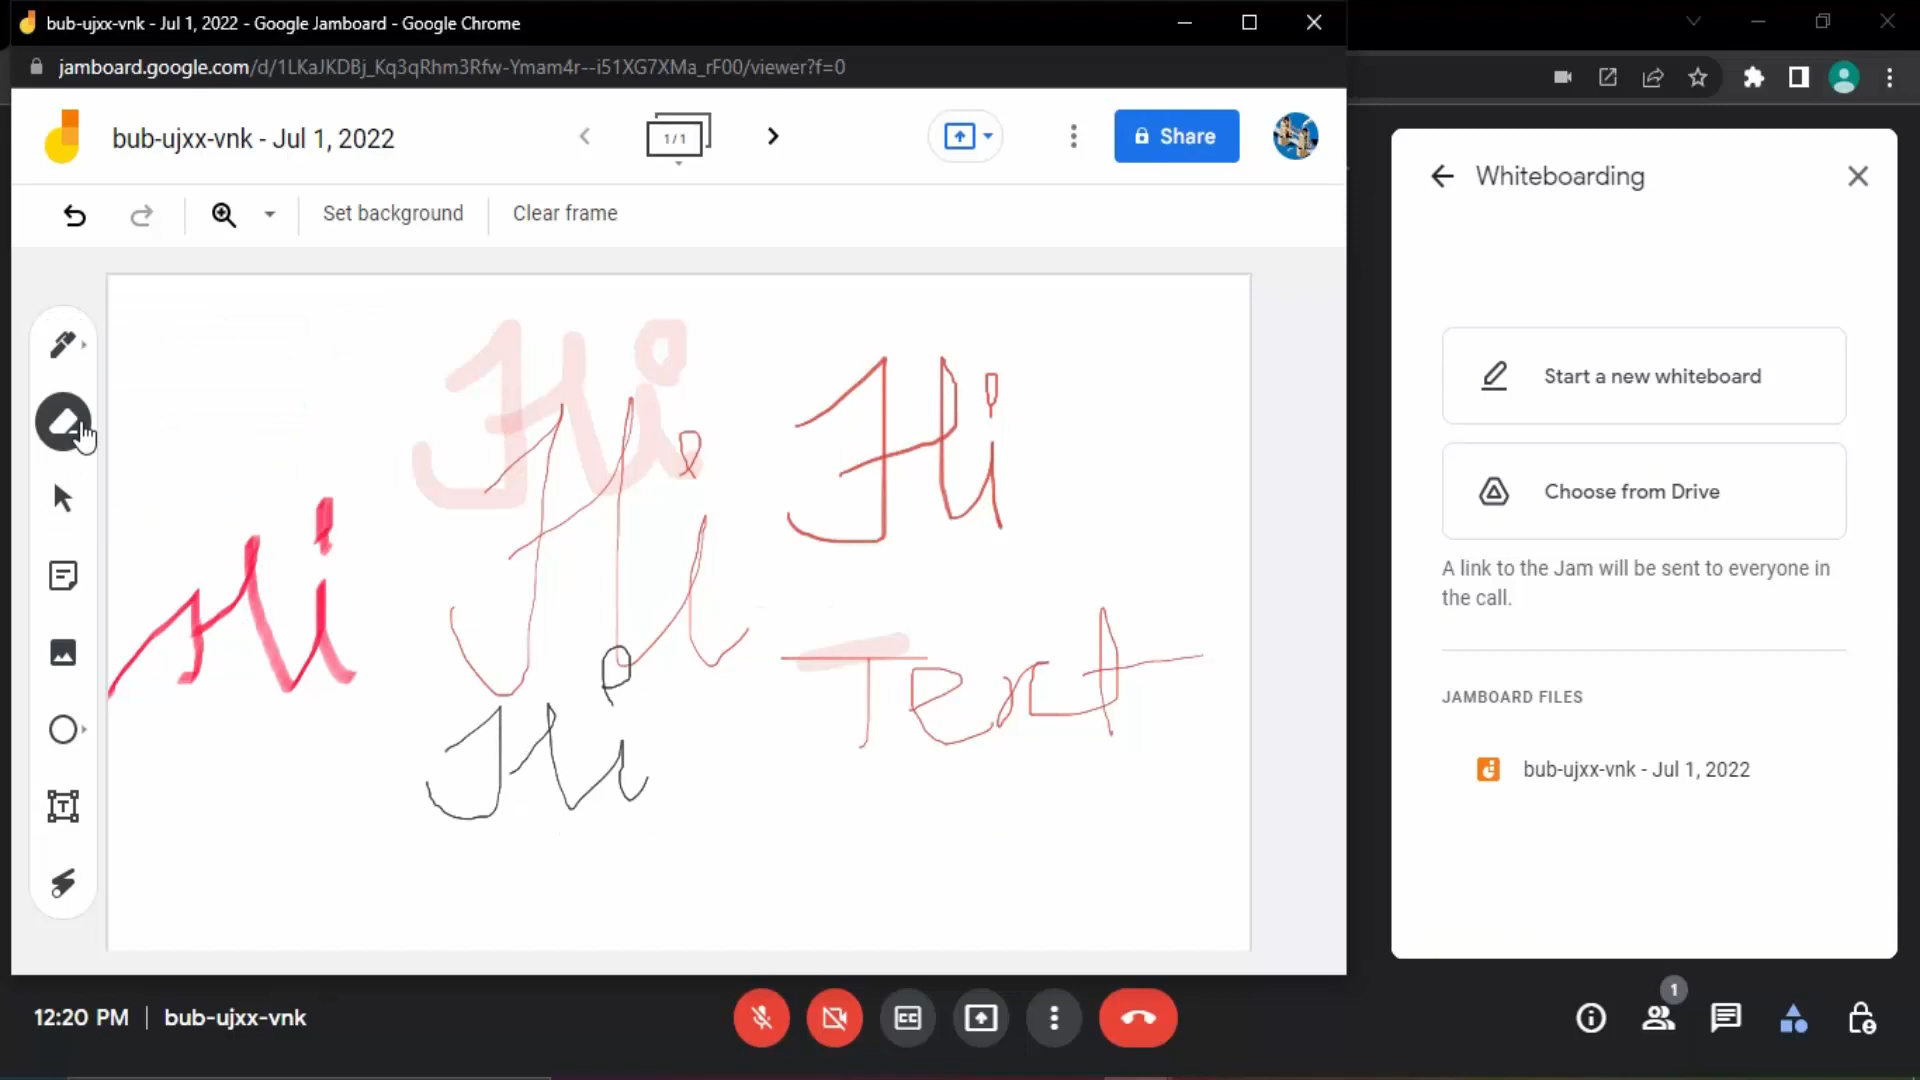 bub-ujxx-vnk - Jul 1, 2022 - Google Jamboard - Google Chrome
jamboard.google.com/d/1LKaJKDBj_Kq3qRhm3Rfw-Ymam4r--i51XG7XMa_rF00/viewer?f=0
bub-ujxx-vnk - Jul 1, 2022
1/1
Share
Set background
Clear frame
Hi
Hi
Hi
Hi
Hi
Text
Whiteboarding
Start a new whiteboard
Choose from Drive
A link to the Jam will be sent to everyone in
the call.
JAMBOARD FILES
bub-ujxx-vnk - Jul 1, 2022
12:20 PM
bub-ujxx-vnk
CC
1